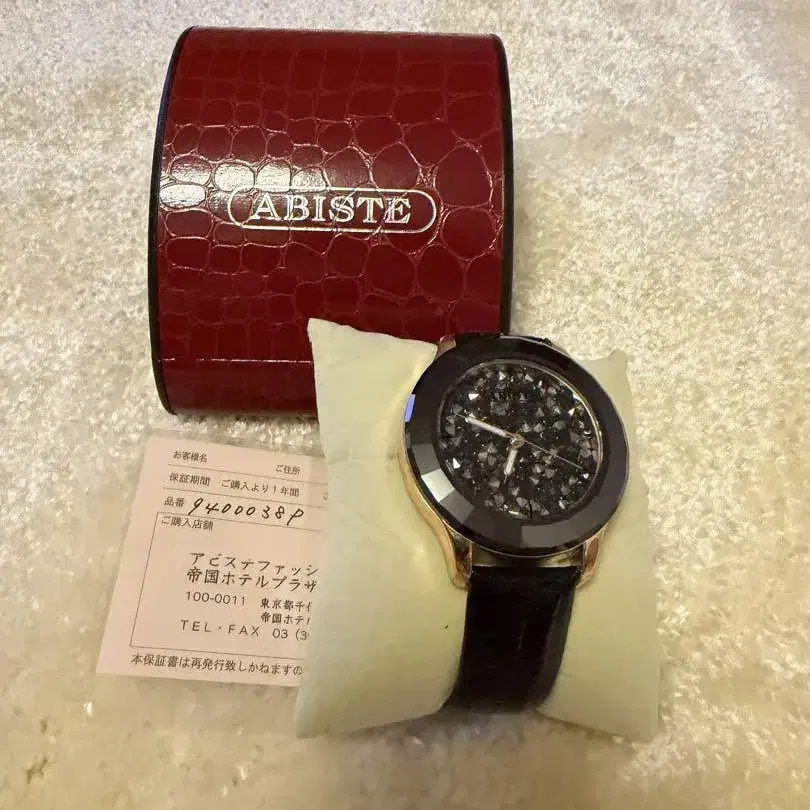 ABISTE
お客様名
ご住所
保証期間 ご購入より1年間
品番 9400038P
ご購入店舗
アビステファッシ
帝国ホテルプラザ
100-0011 東京都千代
帝国ホテル
TEL・FAX 03 (3
本保証書は再発行致しかねますの